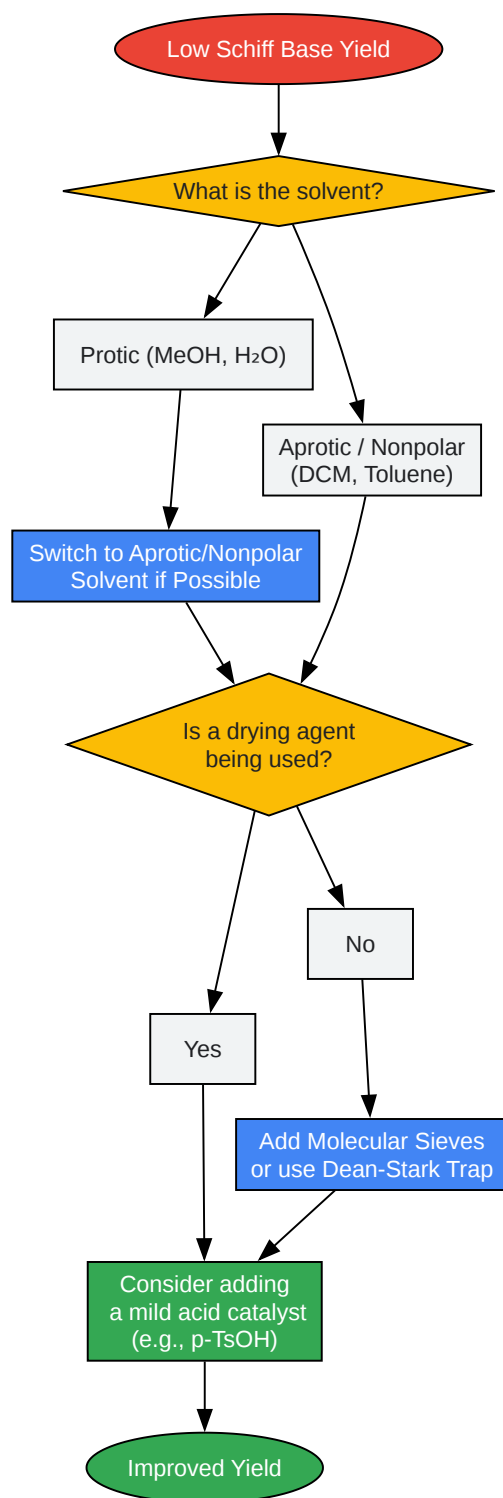 Low Schiff Base Yield
What is the solvent?
Protic (MeOH, H₂O)
Aprotic / Nonpolar
(DCM, Toluene)
Switch to Aprotic/Nonpolar
Solvent if Possible
Is a drying agent
being used?
No
Yes
Add Molecular Sieves
or use Dean-Stark Trap
Consider adding
a mild acid catalyst
(e.g., p-TsOH)
Improved Yield